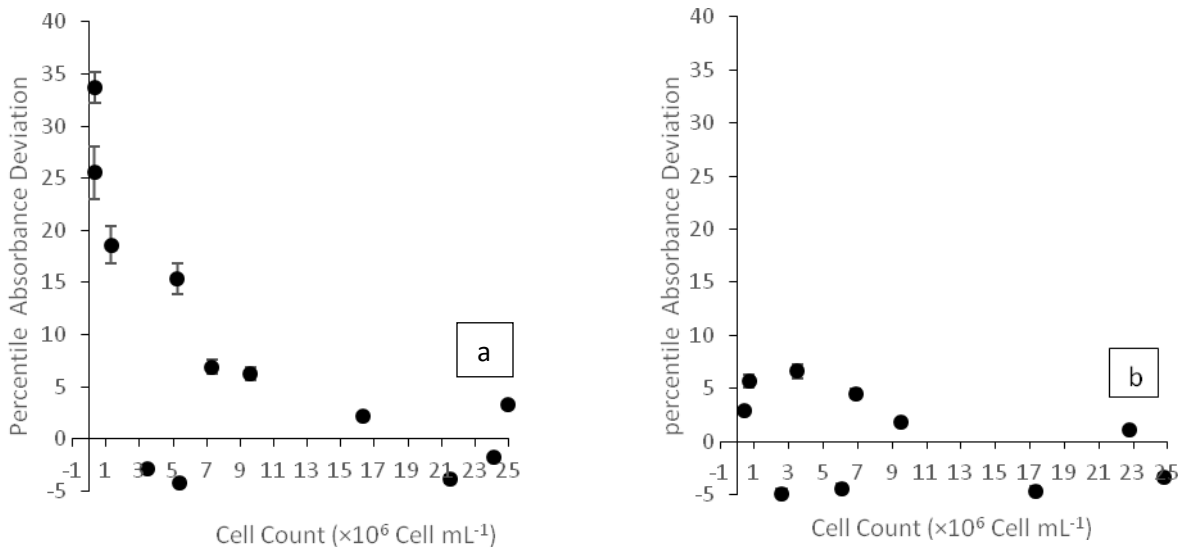 40
35
30
25
20
15
10
5
0
-5
-1 1 3 5 7 9 11 13 15 17 19 21 23 25
Percentile Absorbance Deviation
Cell Count (×10⁶ Cell mL⁻¹)
a
40
35
30
25
20
15
10
5
0
-5
-1 1 3 5 7 9 11 13 15 17 19 21 23 25
percentile Absorbance Deviation
Cell Count (×10⁶ Cell mL⁻¹)
b